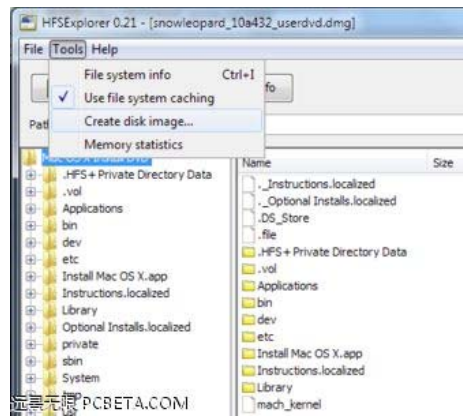 HFSExplorer 0.21 - [snowleopard_10a432_userdvd.dmg]
File Tools Help
File system info Ctrl+I
Use file system caching
Create disk image...
Memory statistics
Name Size
Mac OS X Install DVD
.HFS+ Private Directory Data
.vol
Applications
bin
dev
etc
Install Mac OS X.app
Instructions.localized
Library
Optional Installs.localized
private
sbin
System
._Instructions.localized
._Optional Installs.localized
.DS_Store
.file
.HFS+ Private Directory Data
.vol
Applications
bin
dev
etc
Install Mac OS X.app
Instructions.localized
Library
mach_kernel
PCBETA.COM